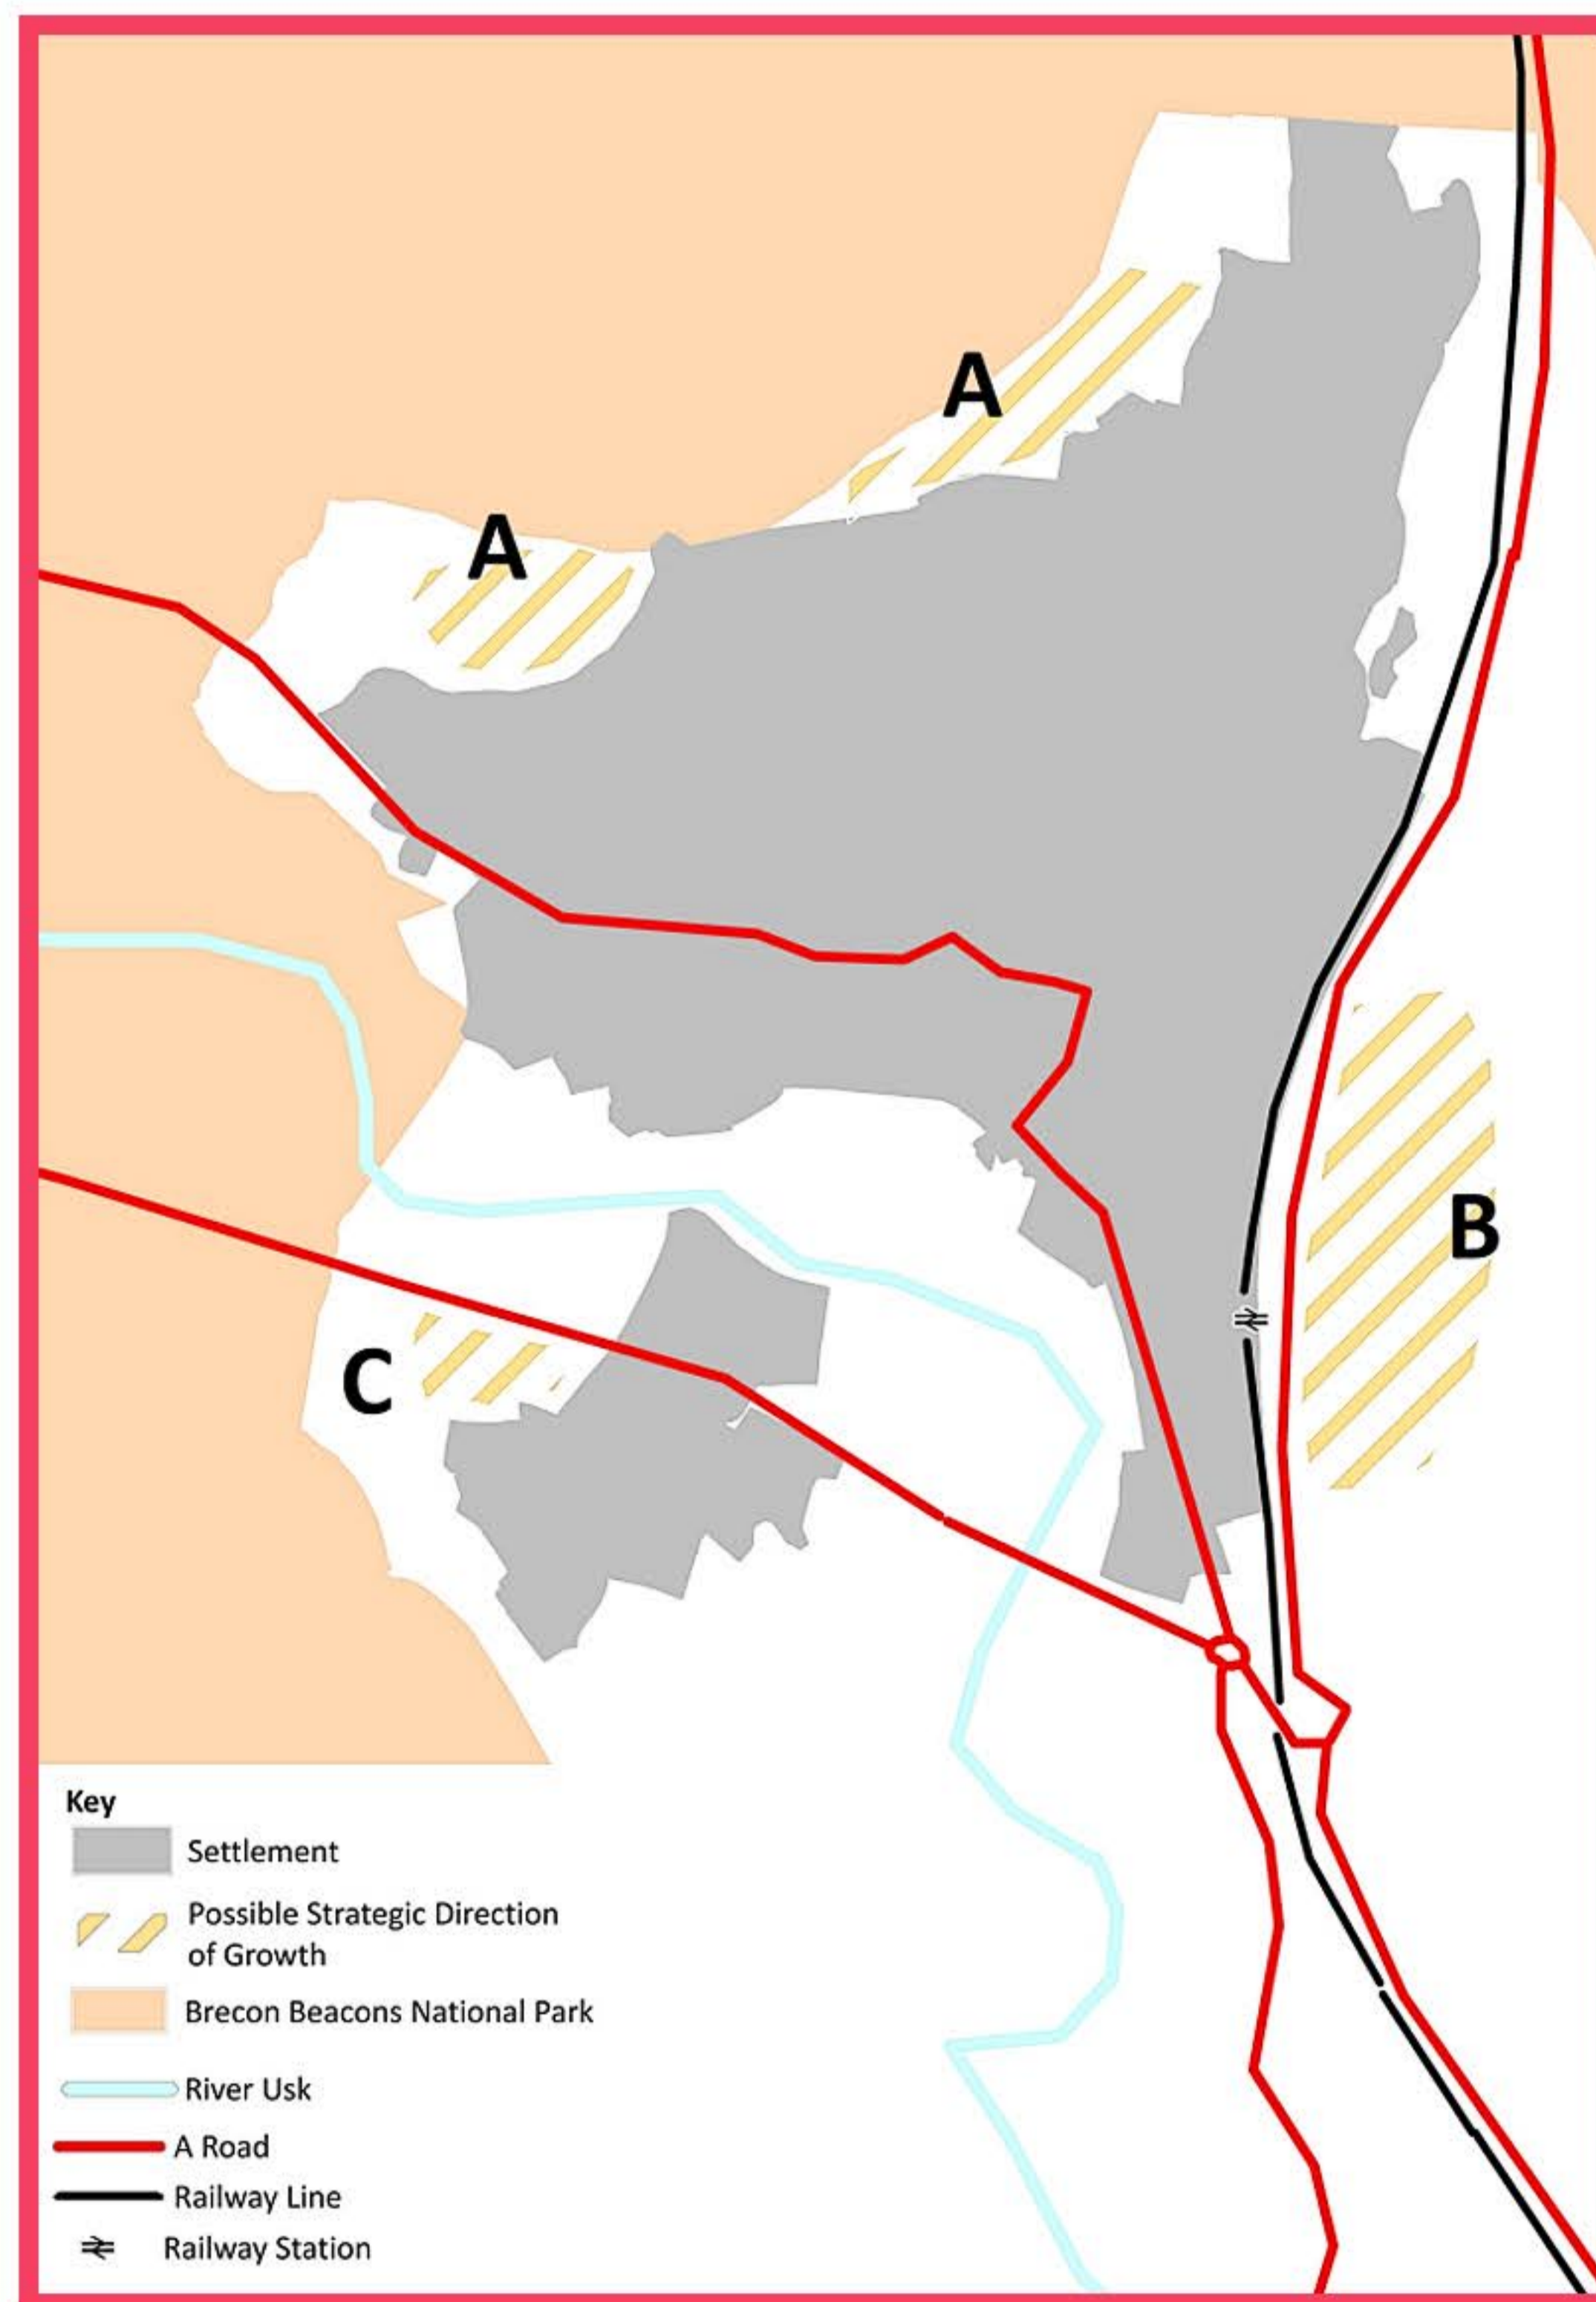 A
A
B
C
Key
Settlement
Possible Strategic Direction
of Growth
Brecon Beacons National Park
River Usk
A Road
Railway Line
Railway Station